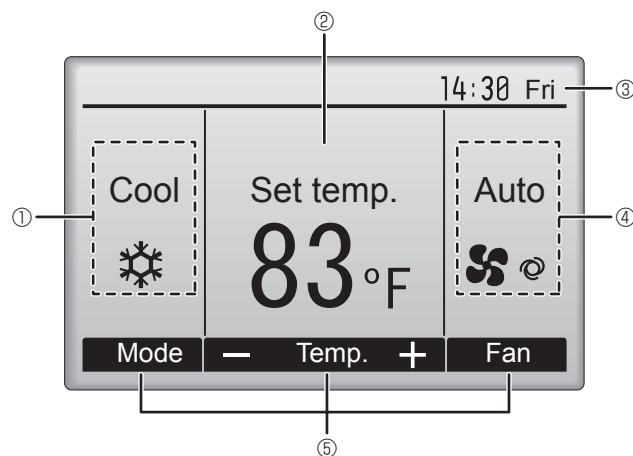 ②
14:30 Fri ③
① Cool Set temp. Auto ④
83°F
Mode − Temp. + Fan
⑤